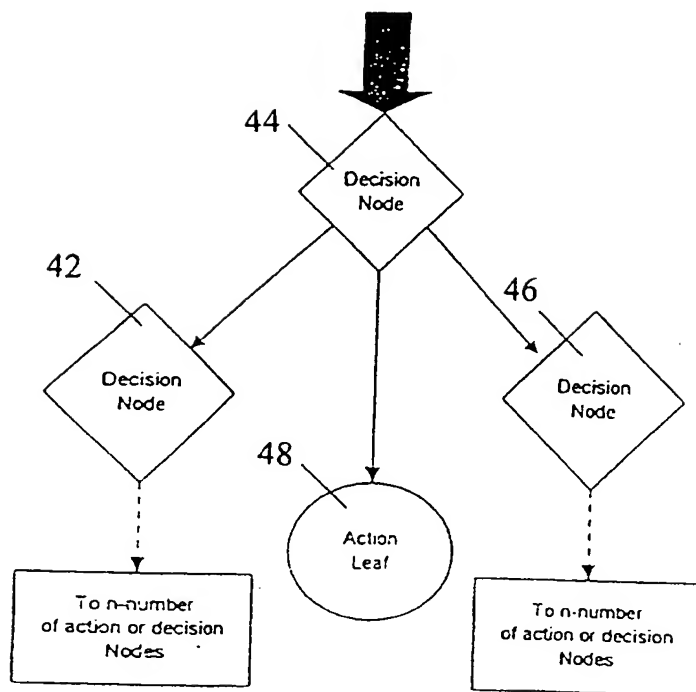 44
Decision
Node
42
46
Decision
Node
Decision
Node
48
Action
Leaf
To n-number
of action or decision
Nodes
To n-number
of action or decision
Nodes